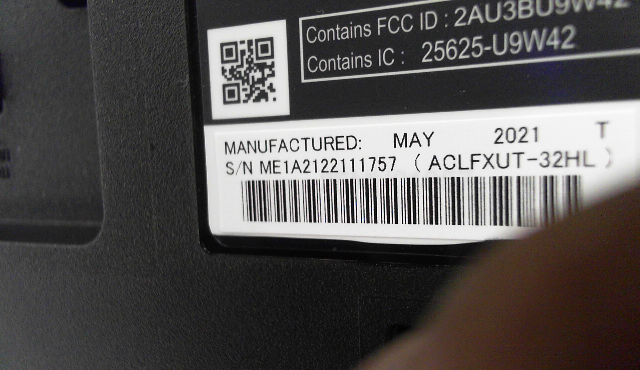 Contains FCC ID : 2AU3BU9W42
Contains IC : 25625-U9W42
MANUFACTURED: MAY 2021 T
S/N ME1A2122111757 ( ACLFXUT-32HL )